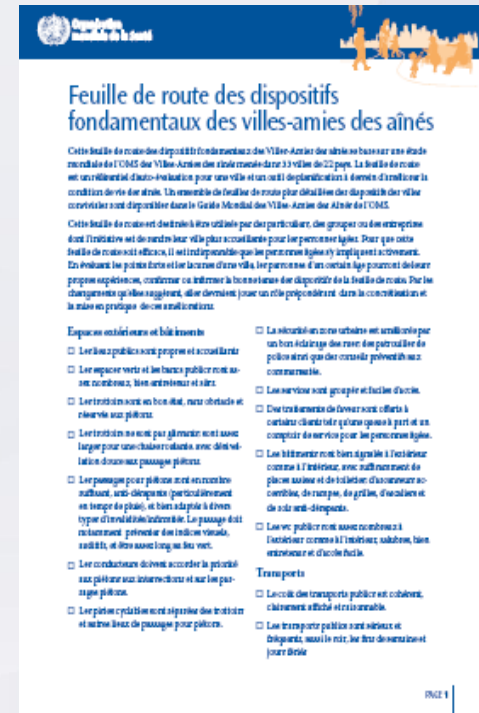 Organisation
mondiale de la Santé
Feuille de route des dispositifs
fondamentaux des villes-amies des aînés
Cette feuille de route des dispositifs fondamentaux des Villes-Amies des aînés se base sur une étude
mondiale de l'OMS des Villes-Amies des aînés menée dans 33 villes de 22 pays. La feuille de route
est un référentiel d'auto-évaluation pour une ville et un outil de planification à dessein d'améliorer la
condition de vie des aînés. Un ensemble de feuilles de route plus détaillées des dispositifs des villes
conviviales sont disponibles dans le Guide Mondial des Villes-Amies des Aînés de l'OMS.
Cette feuille de route est destinée à être utilisée par des particuliers, des groupes ou des entreprises
dont l'initiative est de rendre leur ville plus accueillante pour les personnes âgées. Pour que cette
feuille de route soit efficace, il est indispensable que les personnes âgées s'y impliquent activement.
En évaluant les points forts et les lacunes d'une ville, les personnes d'un certain âge pourront de leurs
propres expériences, confirmer ou infirmer la bonne tenue des dispositifs de la feuille de route. Par les
changements qu'elles suggèrent, elles devraient jouer un rôle prépondérant dans la concrétisation et
la mise en pratique de ces améliorations.
Espaces extérieurs et bâtiments
□ Les lieux publics sont propres et accueillants
□ Les espaces verts et les bancs publics sont as-
sez nombreux, bien entretenus et sûrs.
□ Les trottoirs sont en bon état, sans obstacle et
réservés aux piétons.
□ Les trottoirs ne sont pas glissants sont assez
larges pour une chaise roulante avec dénivel-
lation douce aux passages piétons.
□ Les passages pour piétons sont en nombre
suffisant, anti-dérapants (particulièrement
en temps de pluie), et bien adaptés à divers
types d'invalidités/infirmités. Le passage doit
notamment présenter des indices visuels,
auditifs, et être assez long au feu vert.
□ Les conducteurs doivent accorder la priorité
aux piétons aux intersections et sur les pas-
sages piétons.
□ Les pistes cyclables sont séparées des trottoirs
et autres lieux de passages pour piétons.
□ La sécurité en zone urbaine est améliorée par
un bon éclairage des rues des patrouilles de
police ainsi que des conseils préventifs aux
communautés.
□ Les services sont groupés et faciles d'accès.
□ Des traitements de faveur sont offerts à
certains clients tels qu'une queue à part et un
comptoir de service pour les personnes âgées.
□ Les bâtiments sont bien signalés à l'extérieur
comme à l'intérieur, avec suffisamment de
places assises et de toilettes d'ascenseurs ac-
cessibles, de rampes, de grilles, d'escaliers et
de sols anti-dérapants.
□ Les wc publics sont assez nombreux à
l'extérieur comme à l'intérieur, salubres, bien
entretenus et d'accès facile.
Transports
□ Le coût des transports publics est cohérent,
clairement affiché et raisonnable.
□ Les transports publics sont sérieux et
fréquents, aussi le soir, les fins de semaine et
jours fériés
PAGE 1